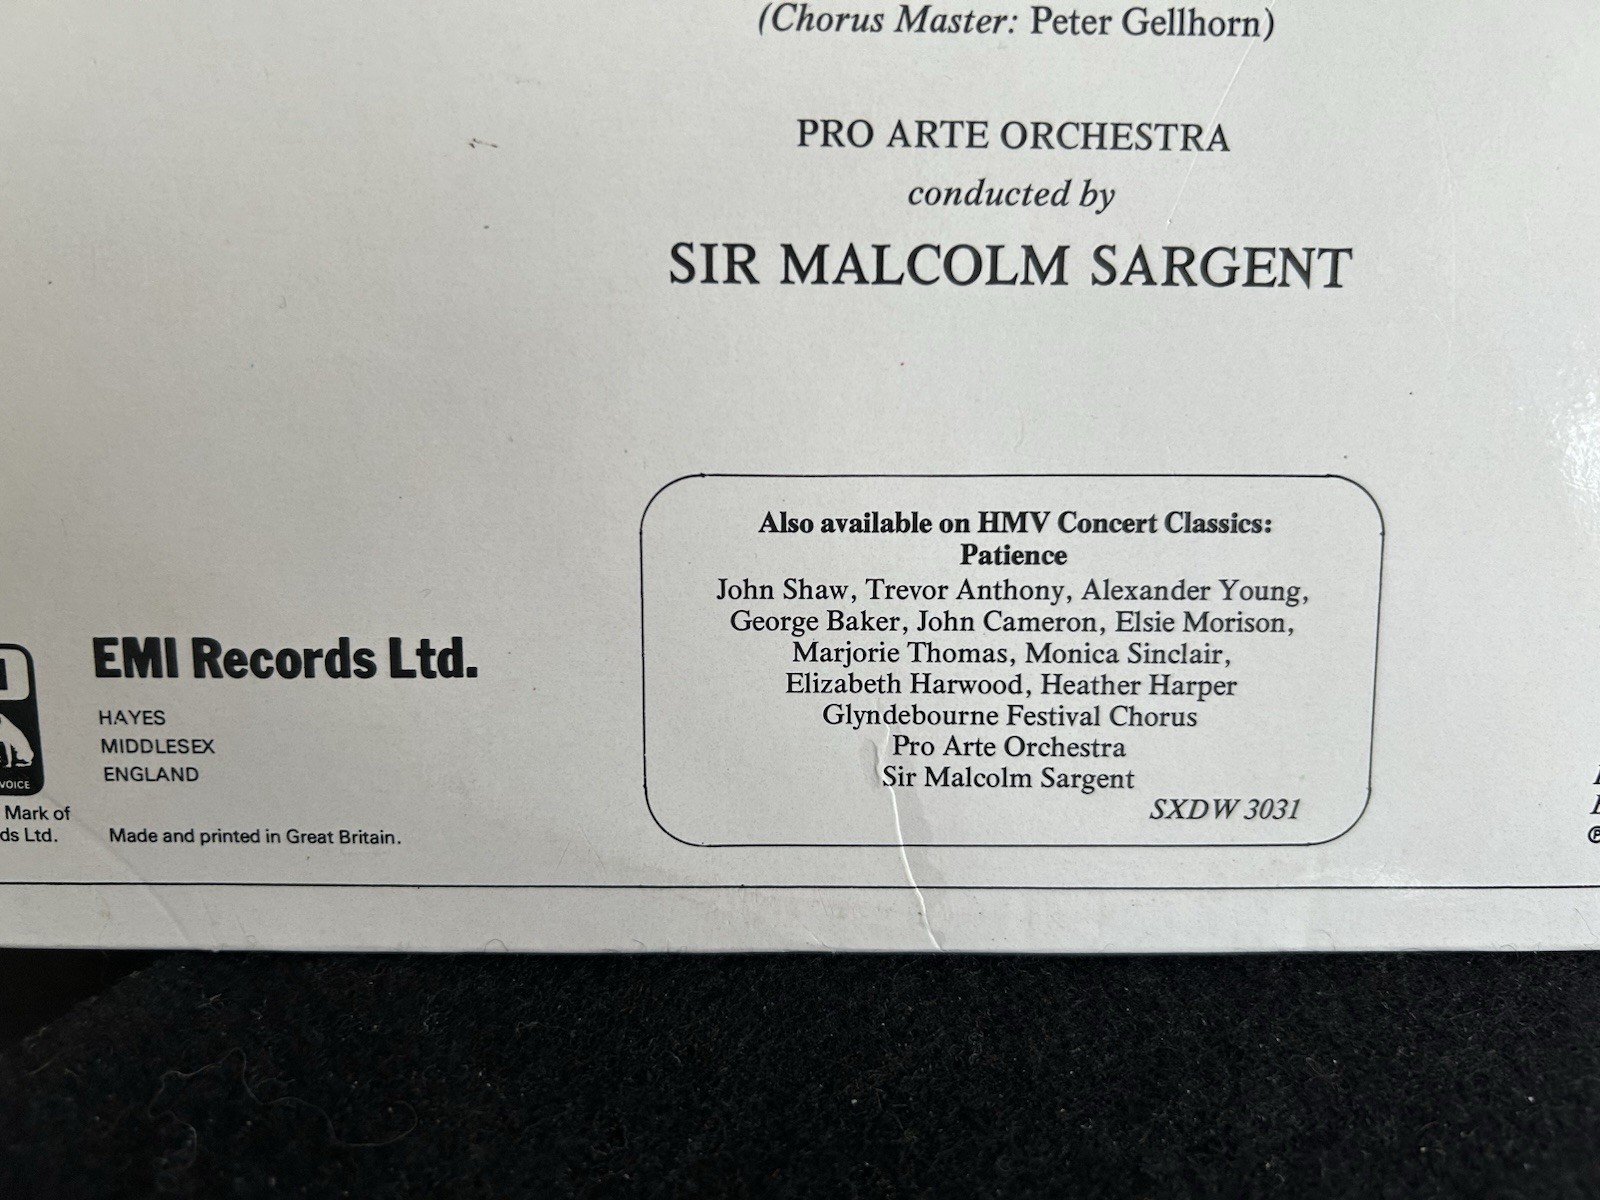 (Chorus Master: Peter Gellhorn)
PRO ARTE ORCHESTRA
conducted by
SIR MALCOLM SARGENT
Also available on HMV Concert Classics:
Patience
John Shaw, Trevor Anthony, Alexander Young,
George Baker, John Cameron, Elsie Morison,
Marjorie Thomas, Monica Sinclair,
Elizabeth Harwood, Heather Harper
Glyndebourne Festival Chorus
Pro Arte Orchestra
Sir Malcolm Sargent
SXDW 3031
EMI Records Ltd.
HAYES
MIDDLESEX
ENGLAND
VOICE
Mark of
ds Ltd.
Made and printed in Great Britain.
℗